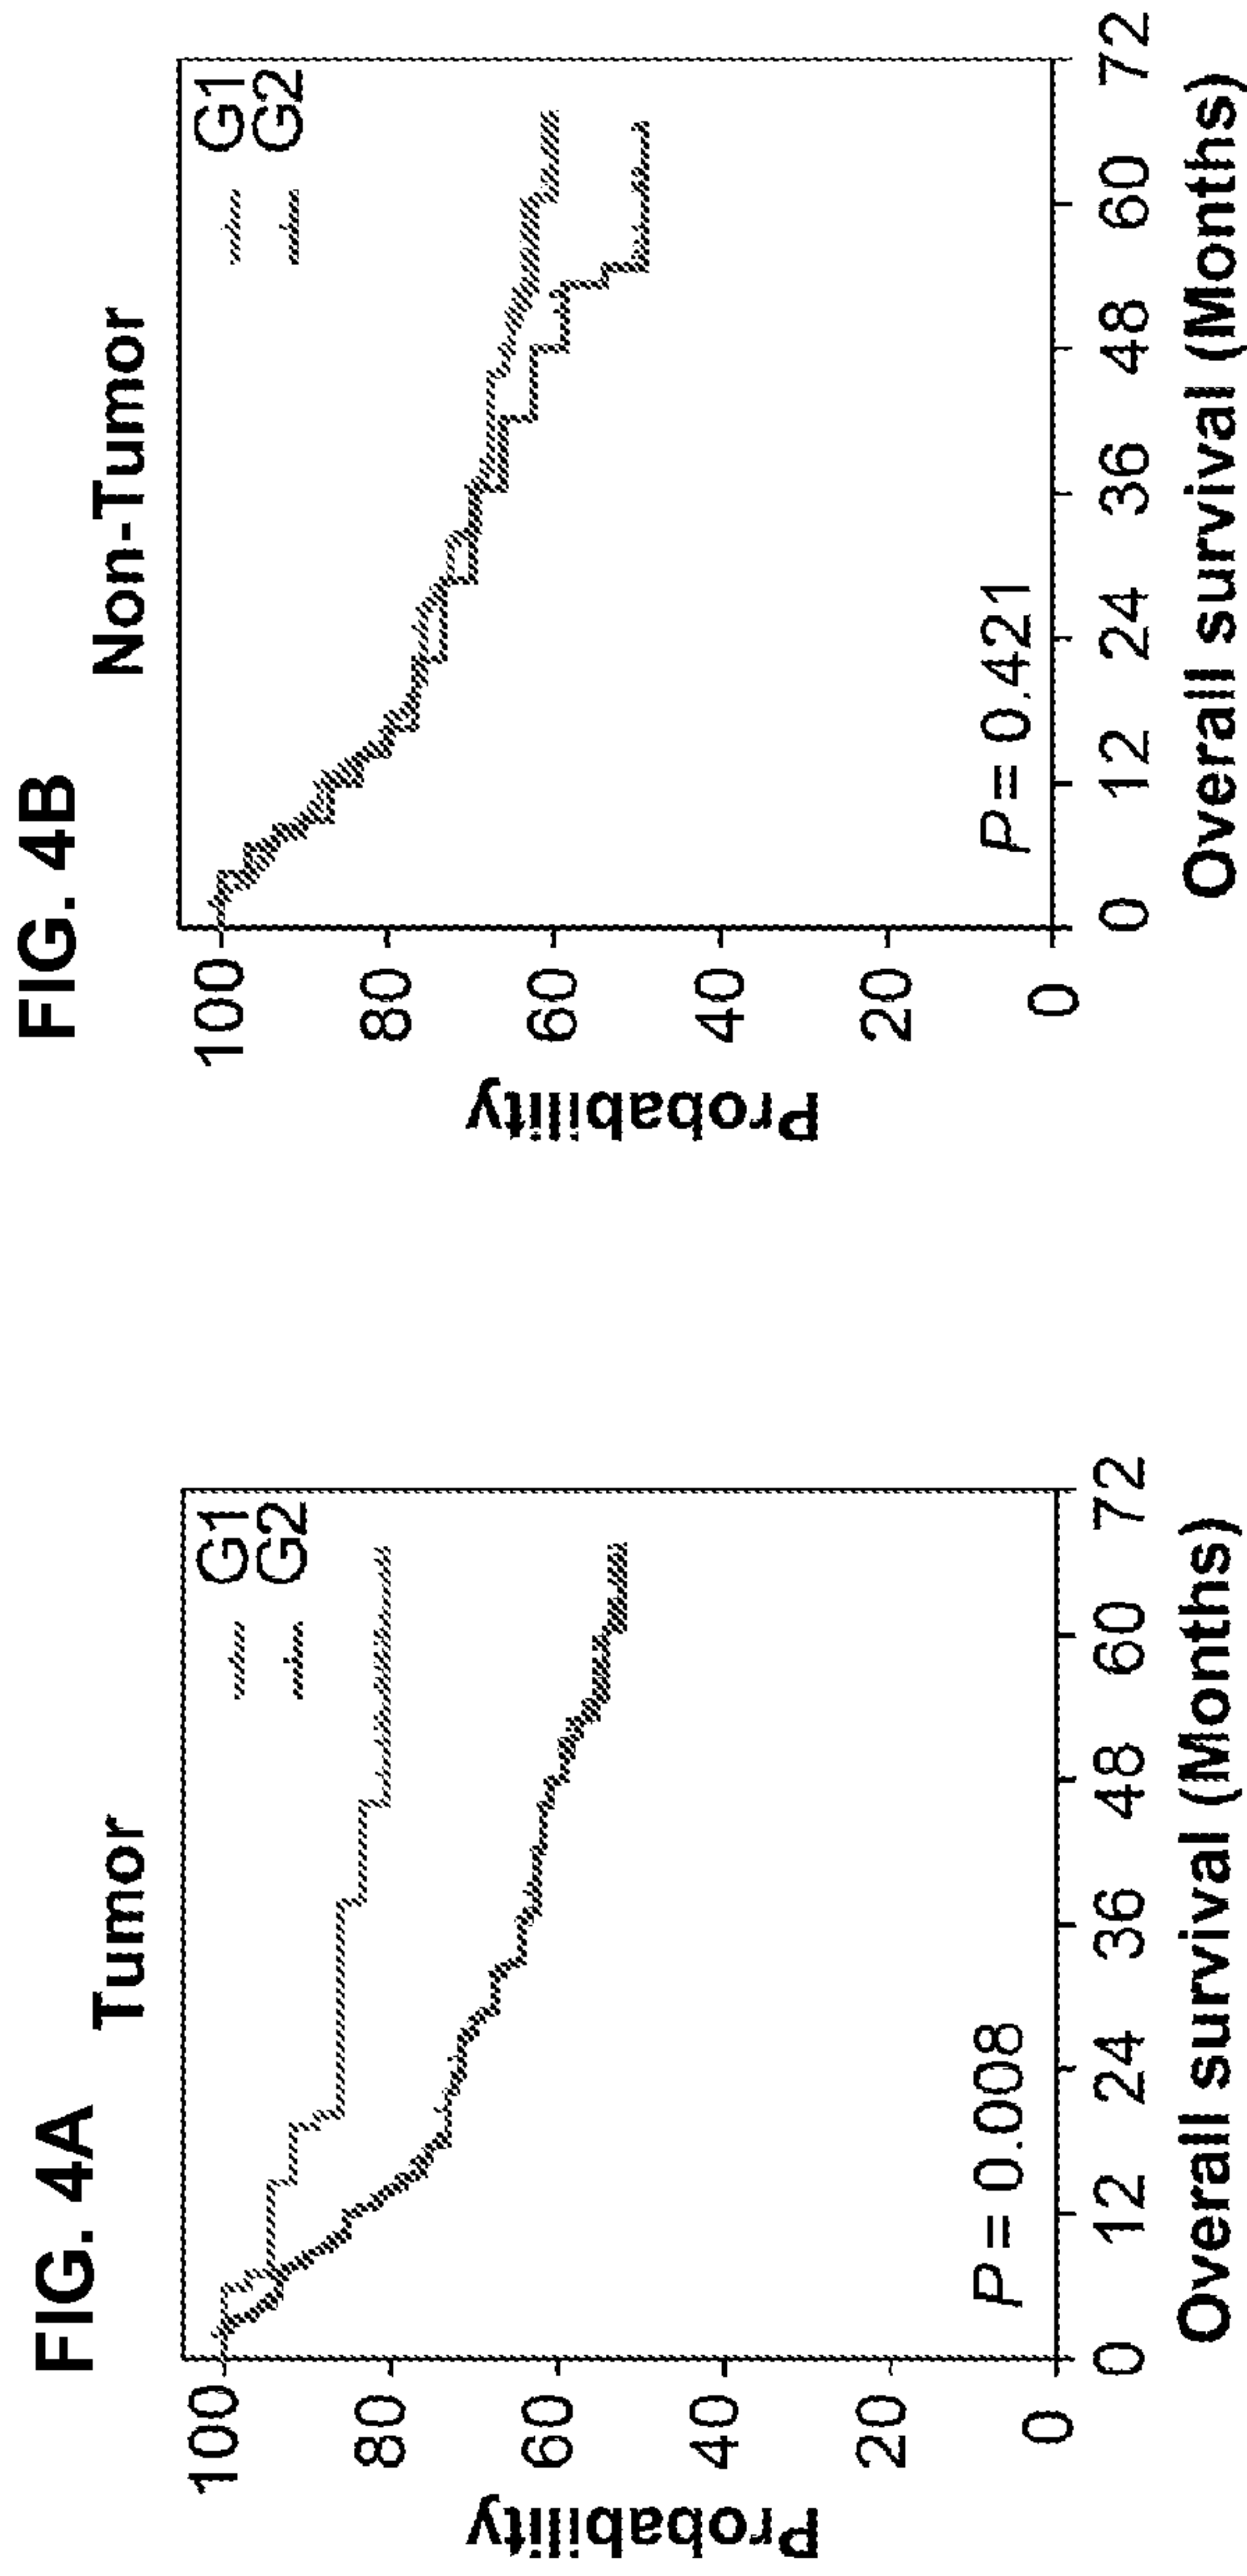 FIG. 4A
Tumor
Probability
100
80
60
40
20
0
G1
G2
P = 0.008
0 12 24 36 48 60 72
Overall survival (Months)
FIG. 4B
Non-Tumor
Probability
100
80
60
40
20
0
G1
G2
P = 0.421
0 12 24 36 48 60 72
Overall survival (Months)